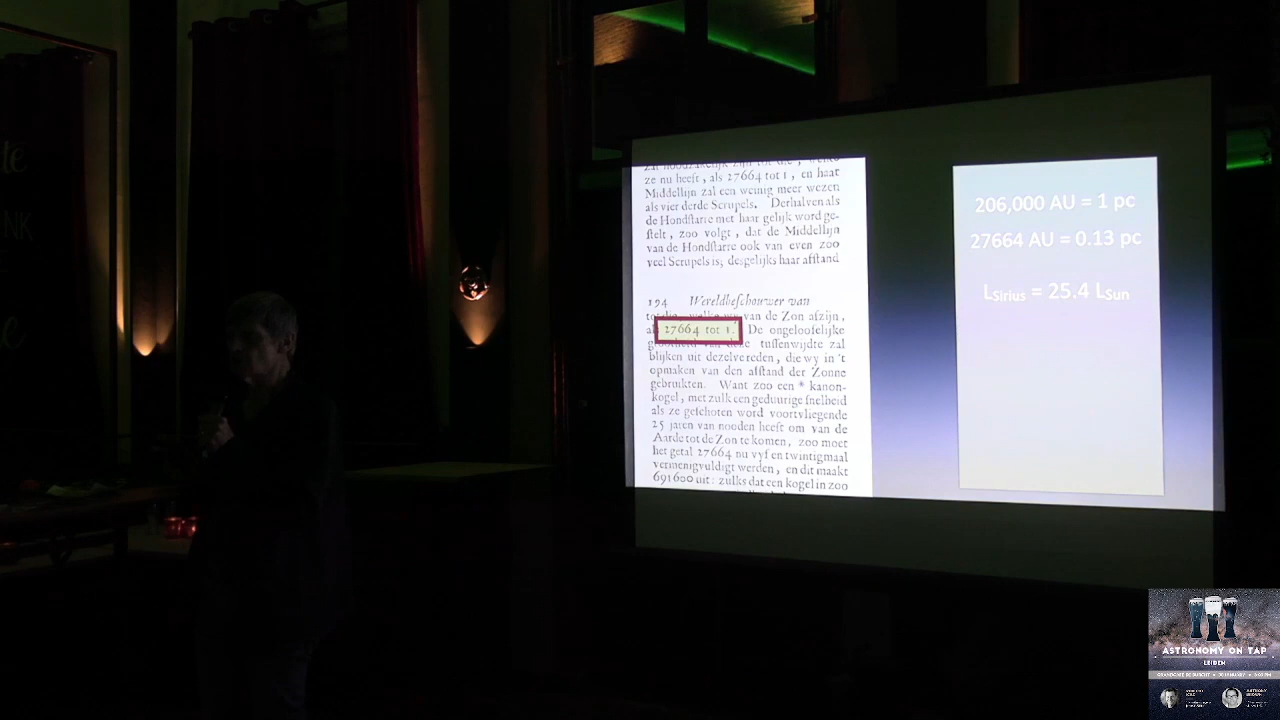 ze nu heeft, als 27664 tot 1, en haar
Middellijn zal een weinig meer wezen
als vier derde Scrupels. Derhalven als
de Hondſtarre met haar gelijk word ge-
ſtelt, zoo volgt, dat de Middellijn
van de Hondſtarre ook van even zoo
veel Scrupels is; desgelijks haar afſtand
194 Wereldbeſchouwer van
van de Zon afzijn,
als 27664 tot 1. De ongeloofelijke
grootheid van deze tuſſenwijdte zal
blijken uit dezelve reden, die wy in 't
opmaken van den afſtand der Zonne
gebruikten. Want zoo een * kanon-
kogel, met zulk een geduurige ſnelheid
als ze geſchoten word voortvliegende
25 jaren van nooden heeft om van de
Aarde tot de Zon te komen, zoo moet
het getal 27664 nu vyf en twintigmaal
vermenigvuldigt werden, en dit maakt
691600 uit: zulks dat een kogel in zoo
206,000 AU = 1 pc
27664 AU = 0.13 pc
LSirius = 25.4 LSun
ASTRONOMY ON TAP
LEIDEN